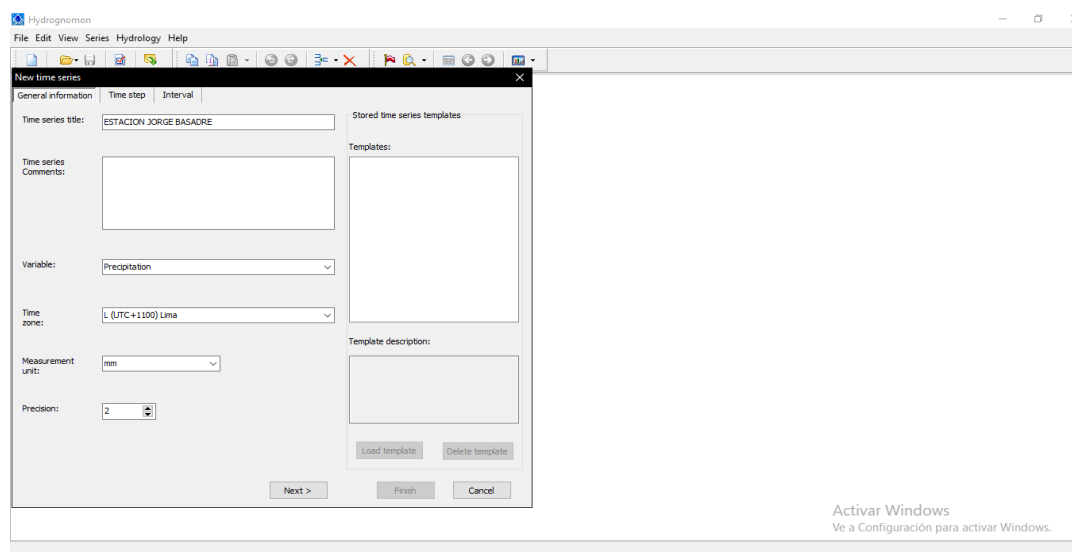 Hydrognomon
File Edit View Series Hydrology Help
New time series
General information Time step Interval
Time series title:
ESTACION JORGE BASADRE
Time series
Comments:
Variable:
Precipitation
Time
zone:
L (UTC+1100) Lima
Measurement
unit:
mm
Precision:
2
Stored time series templates
Templates:
Template description:
Load template Delete template
Next > Finish Cancel
Activar Windows
Ve a Configuración para activar Windows.